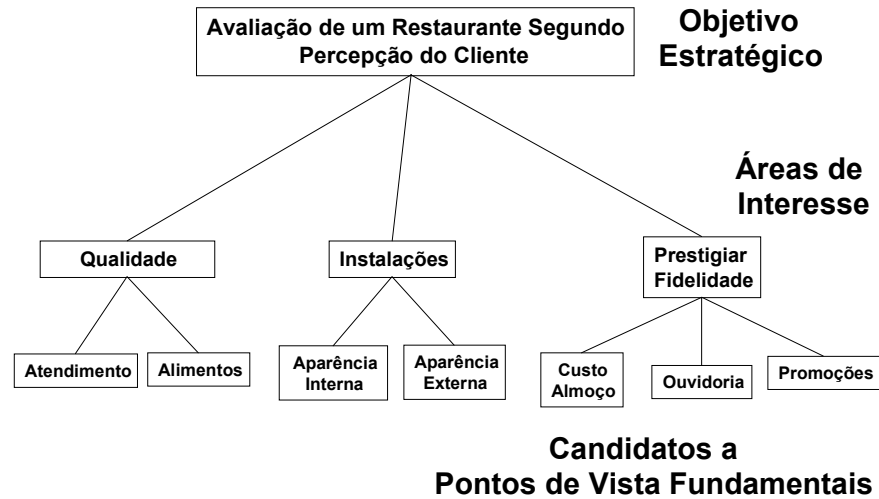 Avaliação de um Restaurante Segundo
Percepção do Cliente
Objetivo
Estratégico
Áreas de
Interesse
Qualidade
Instalações
Prestigiar
Fidelidade
Atendimento
Alimentos
Aparência
Interna
Aparência
Externa
Custo
Almoço
Ouvidoria
Promoções
Candidatos a
Pontos de Vista Fundamentais